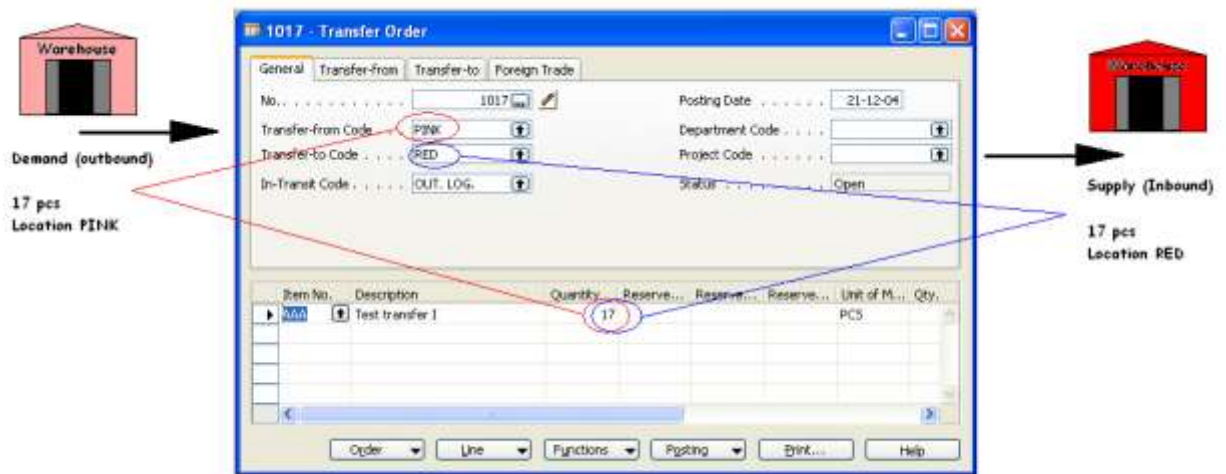 Warehouse
1017 - Transfer Order
Warehouse
General Transfer-from Transfer-to Foreign Trade
No. . . . . . . . . . . . . 1017
Posting Date . . . . . . 21-12-04
Transfer-from Code . . PINK
Department Code . . . .
Transfer-to Code . . . . RED
Project Code . . . . . .
In-Transit Code . . . . . OUT. LOG.
Status . . . . . . . . . . Open
Demand (outbound)
17 pcs
Location PINK
Supply (Inbound)
17 pcs
Location RED
Item No. Description Quantity Reserve... Reserve... Reserve... Unit of M... Qty.
AAA Test transfer 1 17 PCS
Order Line Functions Posting Print... Help